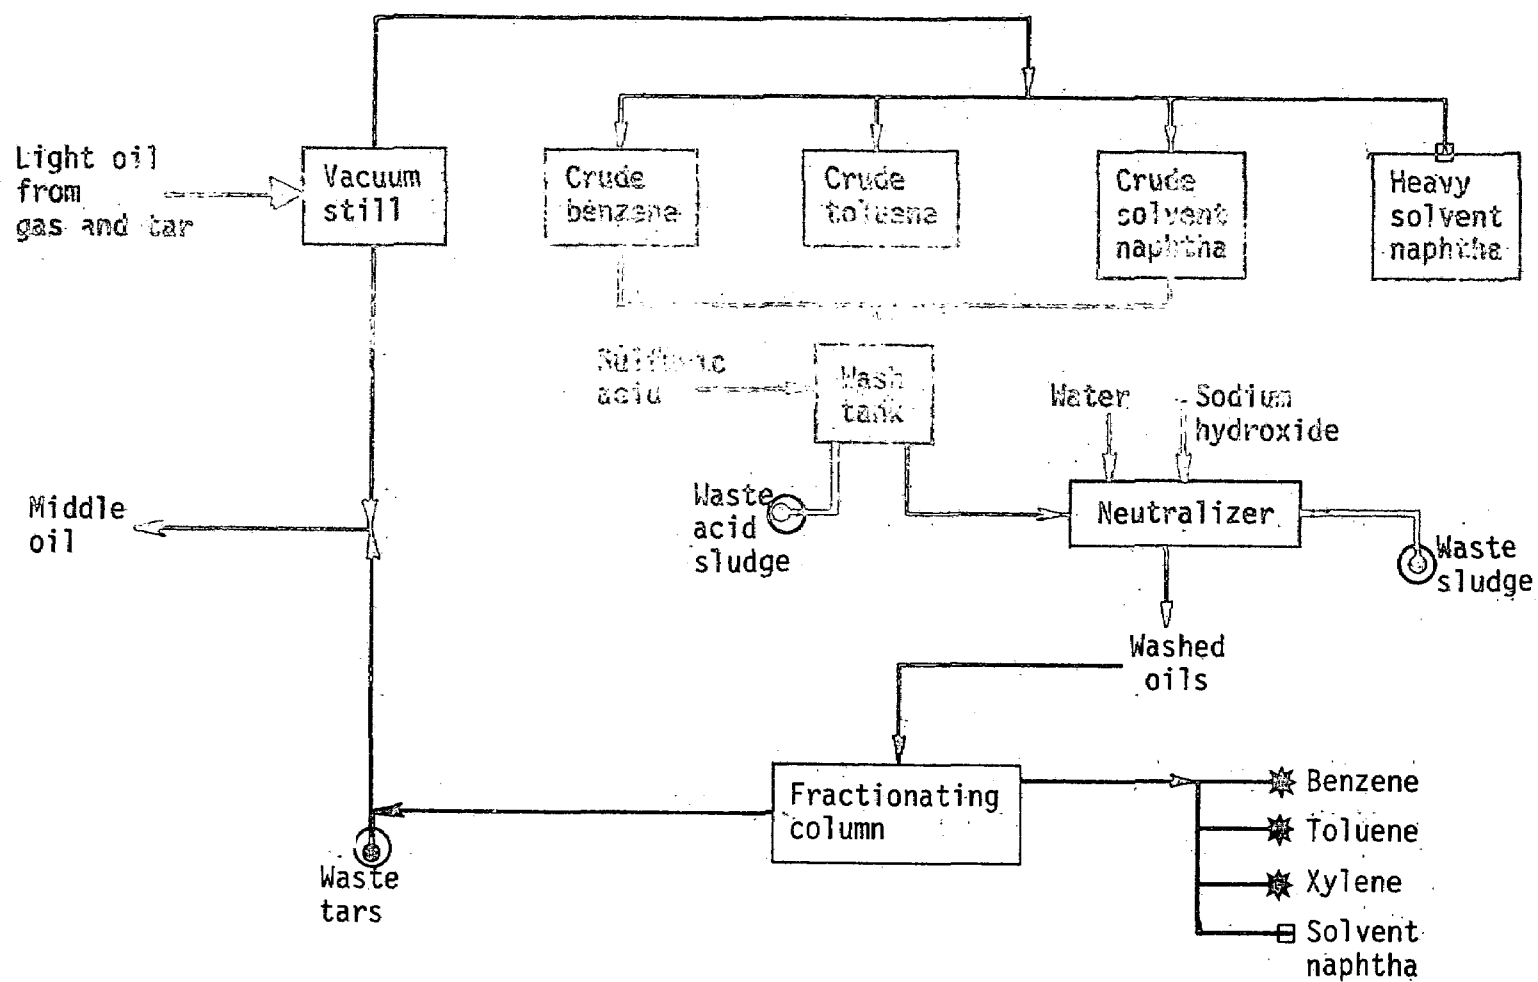 Light oil
from
gas and tar
Vacuum
still
Crude
benzene
Crude
toluene
Crude
solvent
naphtha
Heavy
solvent
naphtha
Sulfuric
acid
Wash
tank
Water
Sodium
hydroxide
Middle
oil
Waste
acid
sludge
Neutralizer
Waste
sludge
Washed
oils
Fractionating
column
Benzene
Toluene
Xylene
Solvent
naphtha
Waste
tars